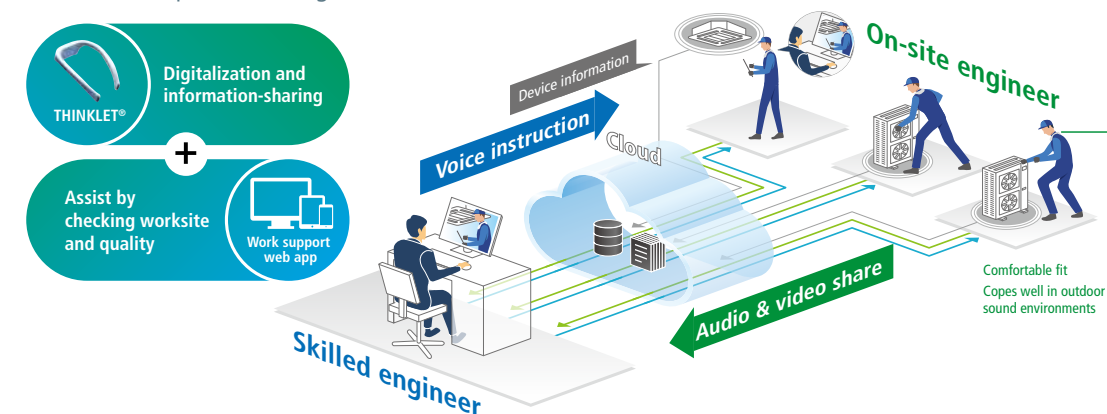 Digitalization and
information-sharing
THINKLET®
+
Assist by
checking worksite
and quality
Work support
web app
Device information
Voice instruction
Cloud
On-site engineer
Audio & video share
Comfortable fit
Copes well in outdoor
sound environments
Skilled engineer